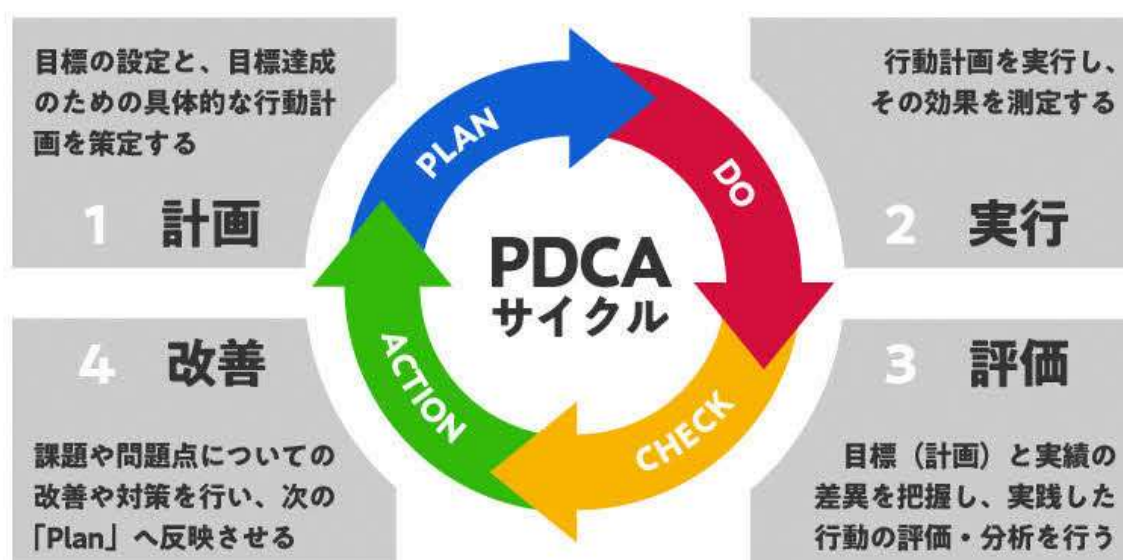 目標の設定と、目標達成
のための具体的な行動計
画を策定する
1 計画
行動計画を実行し、
その効果を測定する
2 実行
PLAN
DO
PDCA
サイクル
ACTION
CHECK
4 改善
課題や問題点についての
改善や対策を行い、次の
「Plan」へ反映させる
3 評価
目標（計画）と実績の
差異を把握し、実践した
行動の評価・分析を行う